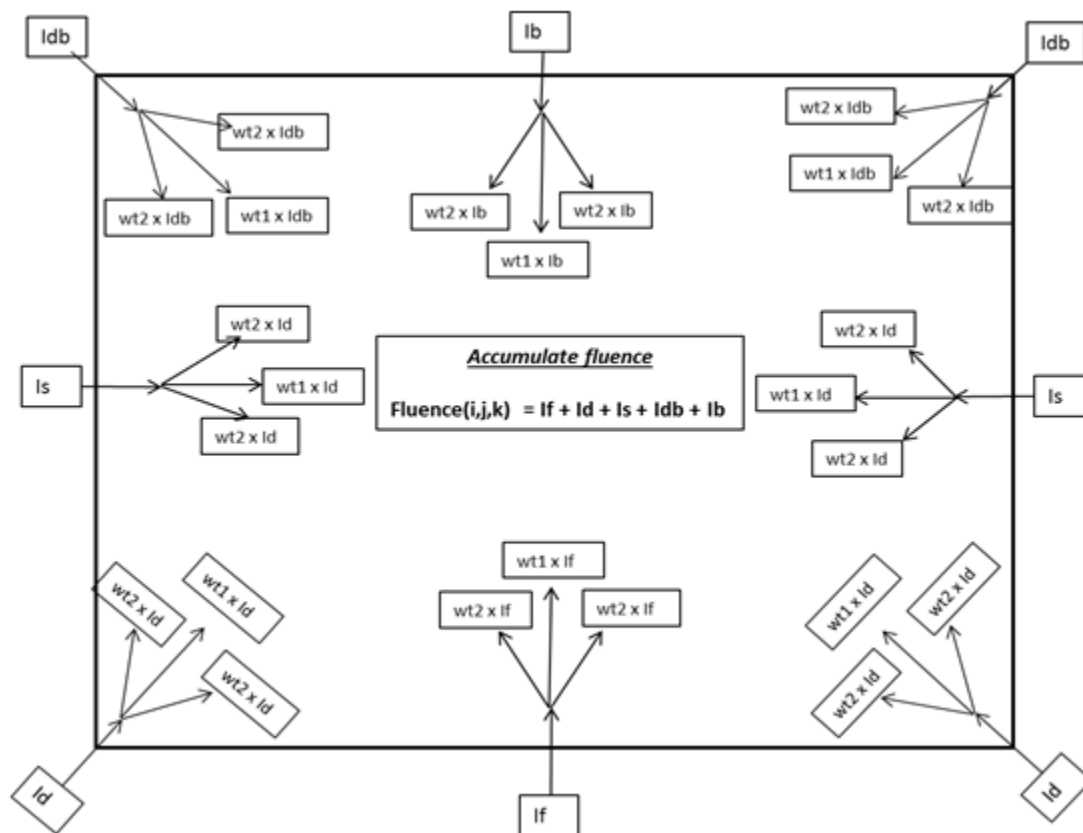 Idb
Ib
Idb
wt2 x Idb
wt2 x Idb
wt1 x Idb
wt2 x Ib
wt2 x Ib
wt1 x Ib
wt2 x Idb
wt1 x Idb
wt2 x Idb
Is
wt2 x Id
wt1 x Id
wt2 x Id
Accumulate fluence
Fluence(i,j,k) = If + Id + Is + Idb + Ib
wt2 x Id
wt1 x Id
wt2 x Id
Is
wt2 x Id
wt1 x Id
wt2 x Id
wt1 x If
wt2 x If
wt2 x If
wt1 x Id
wt2 x Id
wt2 x Id
Id
If
Id